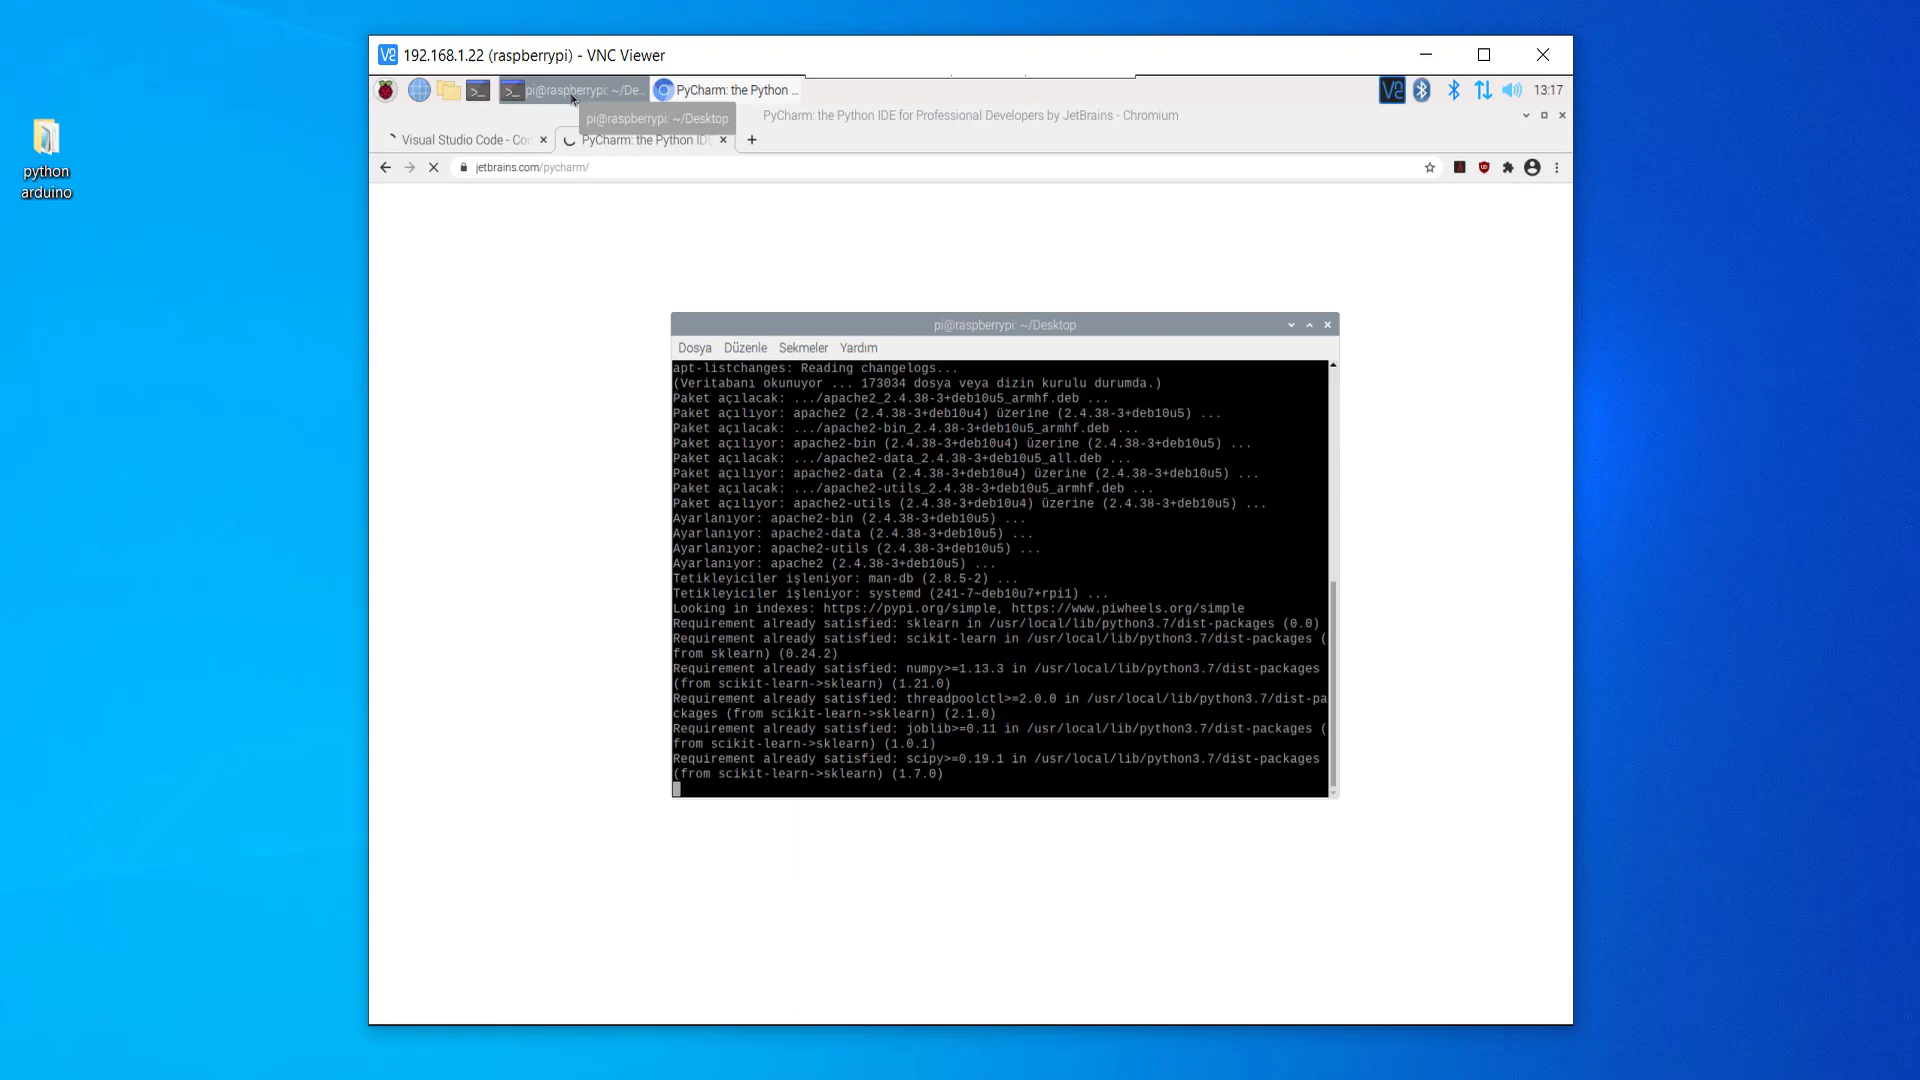 192.168.1.22 (raspberrypi) - VNC Viewer
pi@raspberrypi: ~/De...
PyCharm: the Python ...
13:17
pi@raspberrypi: ~/Desktop
PyCharm: the Python IDE for Professional Developers by JetBrains - Chromium
Visual Studio Code - Co
PyCharm: the Python ID
jetbrains.com/pycharm/
python
arduino
pi@raspberrypi: ~/Desktop
Dosya Düzenle Sekmeler Yardım
apt-listchanges: Reading changelogs...
(Veritabanı okunuyor ... 173034 dosya veya dizin kurulu durumda.)
Paket açılacak: .../apache2_2.4.38-3+deb10u5_armhf.deb ...
Paket açılıyor: apache2 (2.4.38-3+deb10u4) üzerine (2.4.38-3+deb10u5) ...
Paket açılacak: .../apache2-bin_2.4.38-3+deb10u5_armhf.deb ...
Paket açılıyor: apache2-bin (2.4.38-3+deb10u4) üzerine (2.4.38-3+deb10u5) ...
Paket açılacak: .../apache2-data_2.4.38-3+deb10u5_all.deb ...
Paket açılıyor: apache2-data (2.4.38-3+deb10u4) üzerine (2.4.38-3+deb10u5) ...
Paket açılacak: .../apache2-utils_2.4.38-3+deb10u5_armhf.deb ...
Paket açılıyor: apache2-utils (2.4.38-3+deb10u4) üzerine (2.4.38-3+deb10u5) ...
Ayarlanıyor: apache2-bin (2.4.38-3+deb10u5) ...
Ayarlanıyor: apache2-data (2.4.38-3+deb10u5) ...
Ayarlanıyor: apache2-utils (2.4.38-3+deb10u5) ...
Ayarlanıyor: apache2 (2.4.38-3+deb10u5) ...
Tetikleyiciler işleniyor: man-db (2.8.5-2) ...
Tetikleyiciler işleniyor: systemd (241-7~deb10u7+rpi1) ...
Looking in indexes: https://pypi.org/simple, https://www.piwheels.org/simple
Requirement already satisfied: sklearn in /usr/local/lib/python3.7/dist-packages (0.0)
Requirement already satisfied: scikit-learn in /usr/local/lib/python3.7/dist-packages (
from sklearn) (0.24.2)
Requirement already satisfied: numpy>=1.13.3 in /usr/local/lib/python3.7/dist-packages
(from scikit-learn->sklearn) (1.21.0)
Requirement already satisfied: threadpoolctl>=2.0.0 in /usr/local/lib/python3.7/dist-pa
ckages (from scikit-learn->sklearn) (2.1.0)
Requirement already satisfied: joblib>=0.11 in /usr/local/lib/python3.7/dist-packages (
from scikit-learn->sklearn) (1.0.1)
Requirement already satisfied: scipy>=0.19.1 in /usr/local/lib/python3.7/dist-packages
(from scikit-learn->sklearn) (1.7.0)